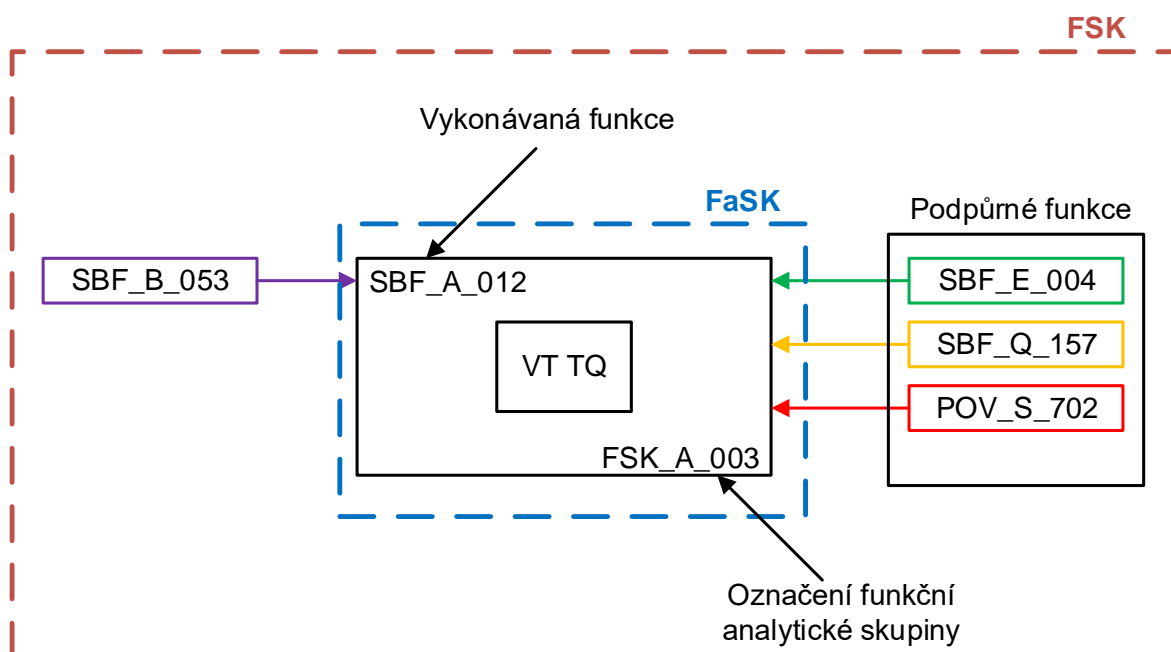 FSK
Vykonávaná funkce
FaSK
Podpůrné funkce
SBF_B_053
SBF_A_012
SBF_E_004
VT TQ
SBF_Q_157
POV_S_702
FSK_A_003
Označení funkční
analytické skupiny